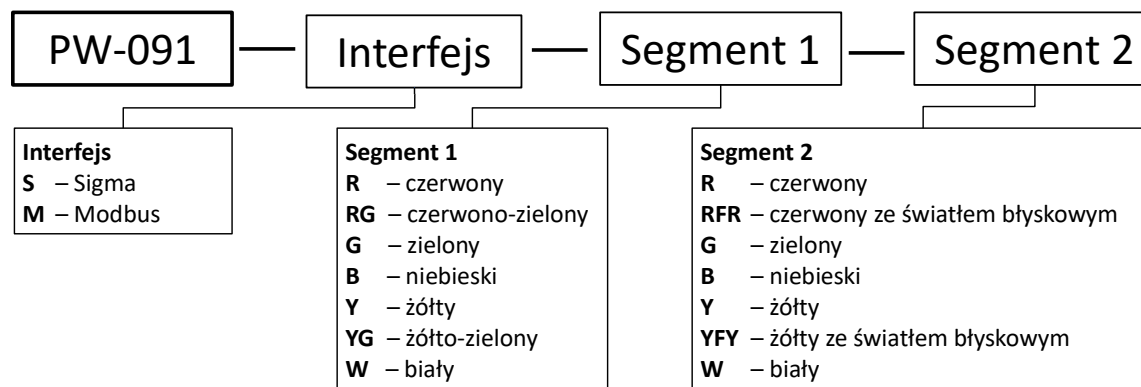 PW-091 — Interfejs — Segment 1 — Segment 2
Interfejs
S – Sigma
M – Modbus
Segment 1
R – czerwony
RG – czerwono-zielony
G – zielony
B – niebieski
Y – żółty
YG – żółto-zielony
W – biały
Segment 2
R – czerwony
RFR – czerwony ze światłem błyskowym
G – zielony
B – niebieski
Y – żółty
YFY – żółty ze światłem błyskowym
W – biały